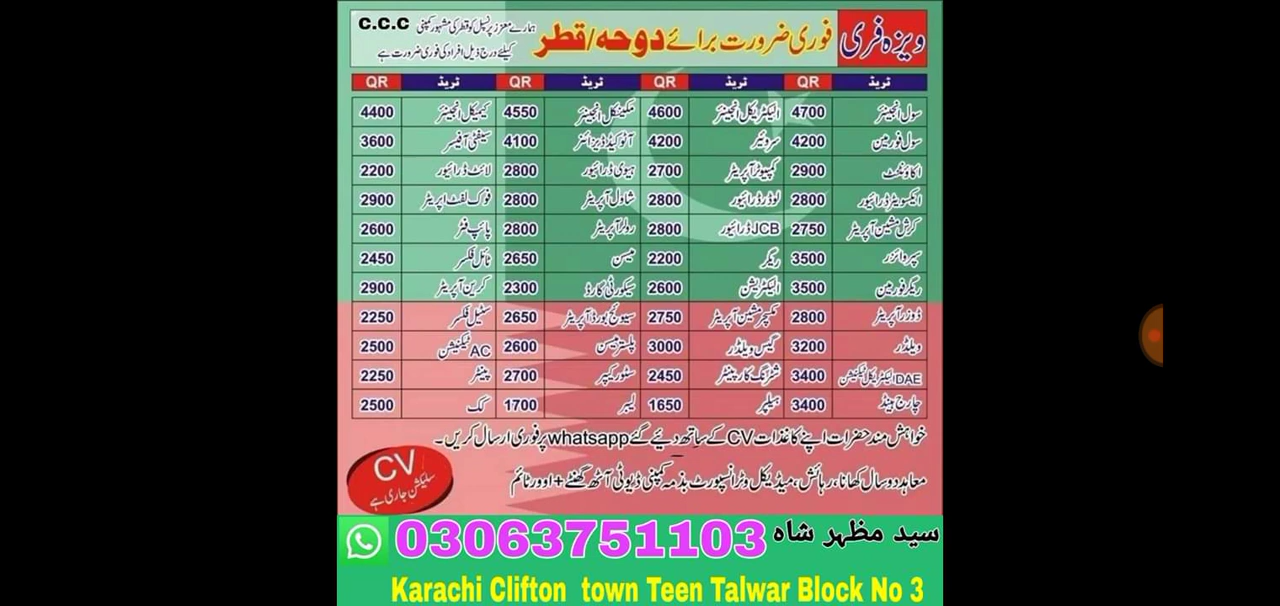 ویزہ فری فوری ضرورت برائے دوحہ/قطر
ہمارے معزز پرنسپل کو قطر کی مشہور کمپنی C.C.C
کیلئے درج ذیل افراد کی فوری ضرورت ہے
ٹریڈ QR ٹریڈ QR ٹریڈ QR ٹریڈ QR
سول انجینئر 4700 الیکٹریکل انجینئر 4600 مکینیکل انجینئر 4550 کیمیکل انجینئر 4400
سول فورمین 4200 سروئیر 4200 آٹو کیڈ ڈیزائنر 4100 سیفٹی آفیسر 3600
اکاؤنٹنٹ 2900 کمپیوٹر آپریٹر 2700 ہیوی ڈرائیور 2800 لائٹ ڈرائیور 2200
ایکسویٹر ڈرائیور 2800 لوڈر ڈرائیور 2800 شاول آپریٹر 2800 فوک لفٹ اپریٹر 2900
کرش مشین آپریٹر 2750 JCB ڈرائیور 2800 رولر آپریٹر 2800 پائپ فٹر 2600
سپروائزر 3500 ریگر 2200 میسن 2650 ٹائل فکسر 2450
ریگر فورمین 3500 الیکٹریشن 2600 سیکورٹی گارڈ 2300 کرین آپریٹر 2900
ڈوزر آپریٹر 2800 مکسچر مشین آپریٹر 2750 سیونچ بورڈ آپریٹر 2650 سٹیل فکسر 2250
ویلڈر 3200 گیس ویلڈر 3000 پلستر میسن 2600 AC ٹیکنیشن 2500
DAE الیکٹریکل ٹیکنیشن 3400 شٹرنگ کارپینٹر 2450 سٹور کیپر 2700 پینٹر 2250
چارج ہینڈ 3400 ہیلپر 1650 لیبر 1700 کک 2500
خواہش مند حضرات اپنے کاغذات CV کے ساتھ دیئے گئے whatsapp پر فوری ارسال کریں۔
معاہدہ دو سال کھانا، رہائش، میڈیکل و ٹرانسپورٹ بذمہ کمپنی ڈیوٹی آٹھ گھنٹے + اوور ٹائم
CV
سلیکشن جاری ہے
سید مظہر شاہ 03063751103
Karachi Clifton town Teen Talwar Block No 3